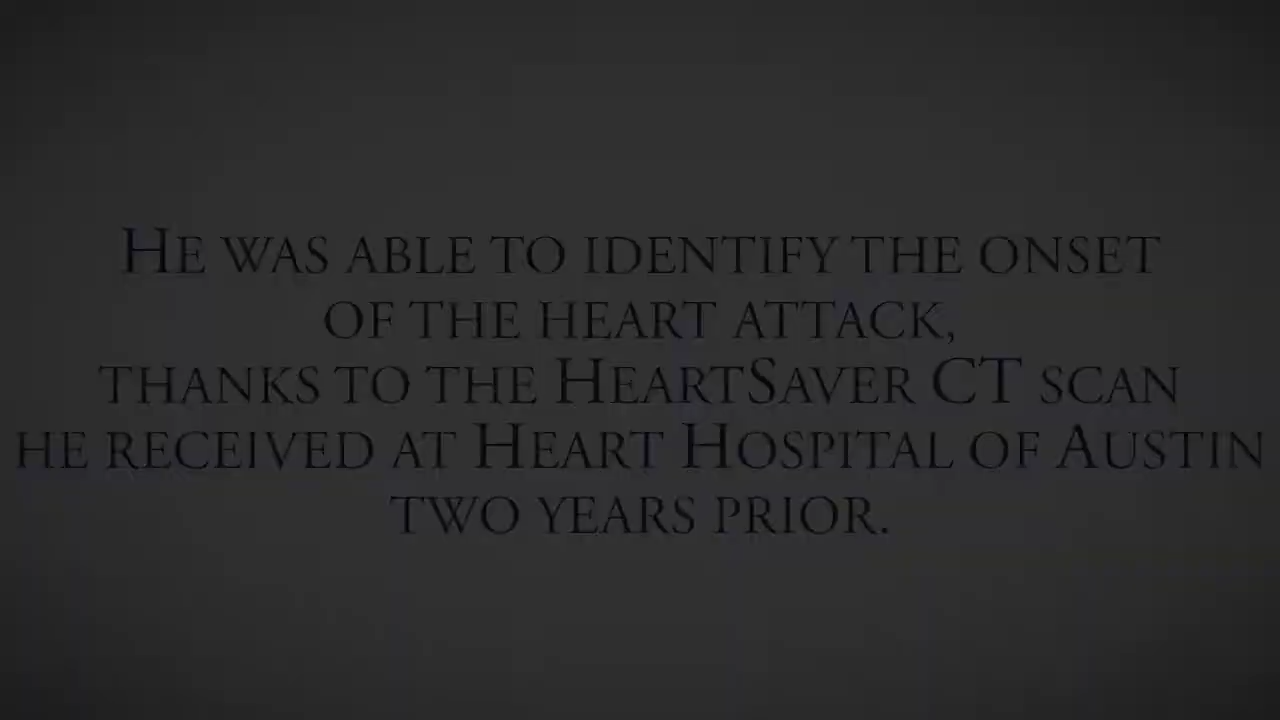 He was able to identify the onset
of the heart attack,
thanks to the HeartSaver CT scan
he received at Heart Hospital of Austin
two years prior.